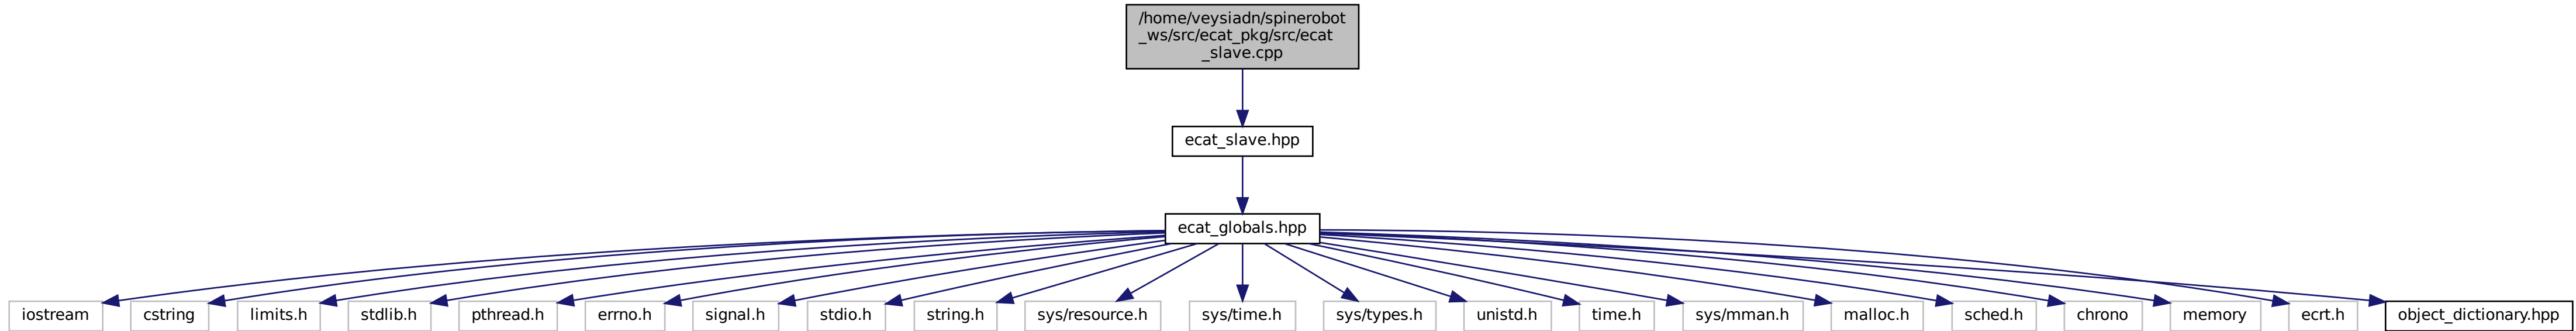 /home/veysiadn/spinerobot
_ws/src/ecat_pkg/src/ecat
_slave.cpp
ecat_slave.hpp
ecat_globals.hpp
iostream
cstring
limits.h
stdlib.h
pthread.h
errno.h
signal.h
stdio.h
string.h
sys/resource.h
sys/time.h
sys/types.h
unistd.h
time.h
sys/mman.h
malloc.h
sched.h
chrono
memory
ecrt.h
object_dictionary.hpp